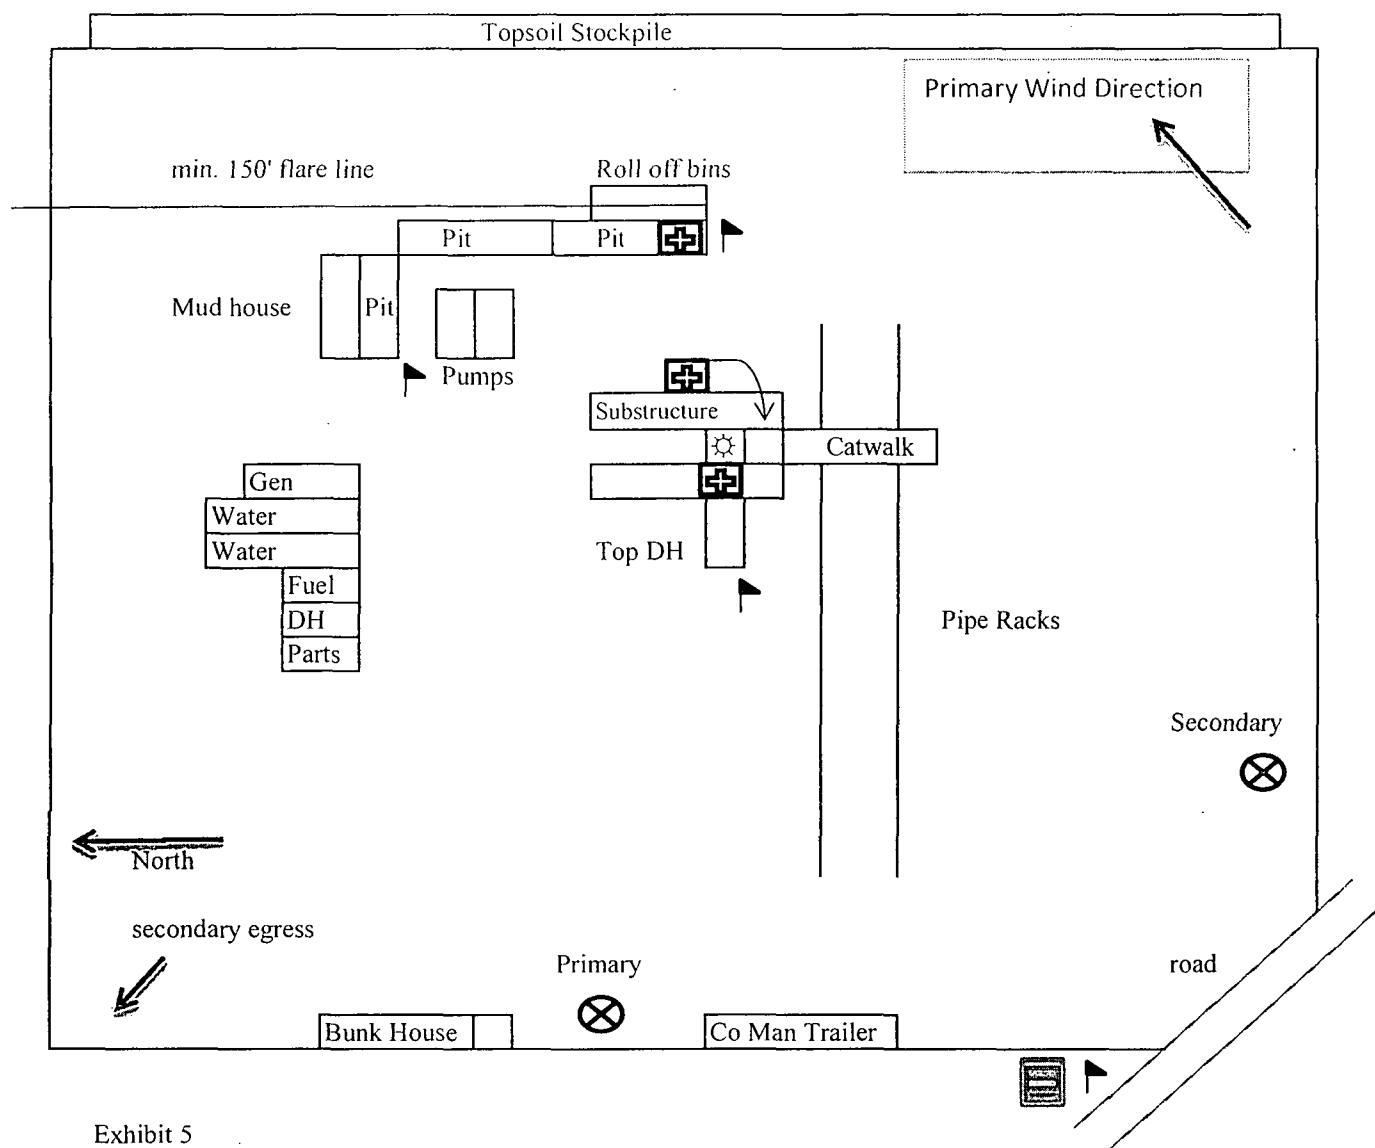 Topsoil Stockpile
Primary Wind Direction
min. 150' flare line
Roll off bins
Pit
Pit
Mud house
Pit
Pumps
Substructure
Catwalk
Gen
Water
Water
Top DH
Fuel
DH
Parts
Pipe Racks
Secondary
North
secondary egress
Primary
road
Bunk House
Co Man Trailer
Exhibit 5